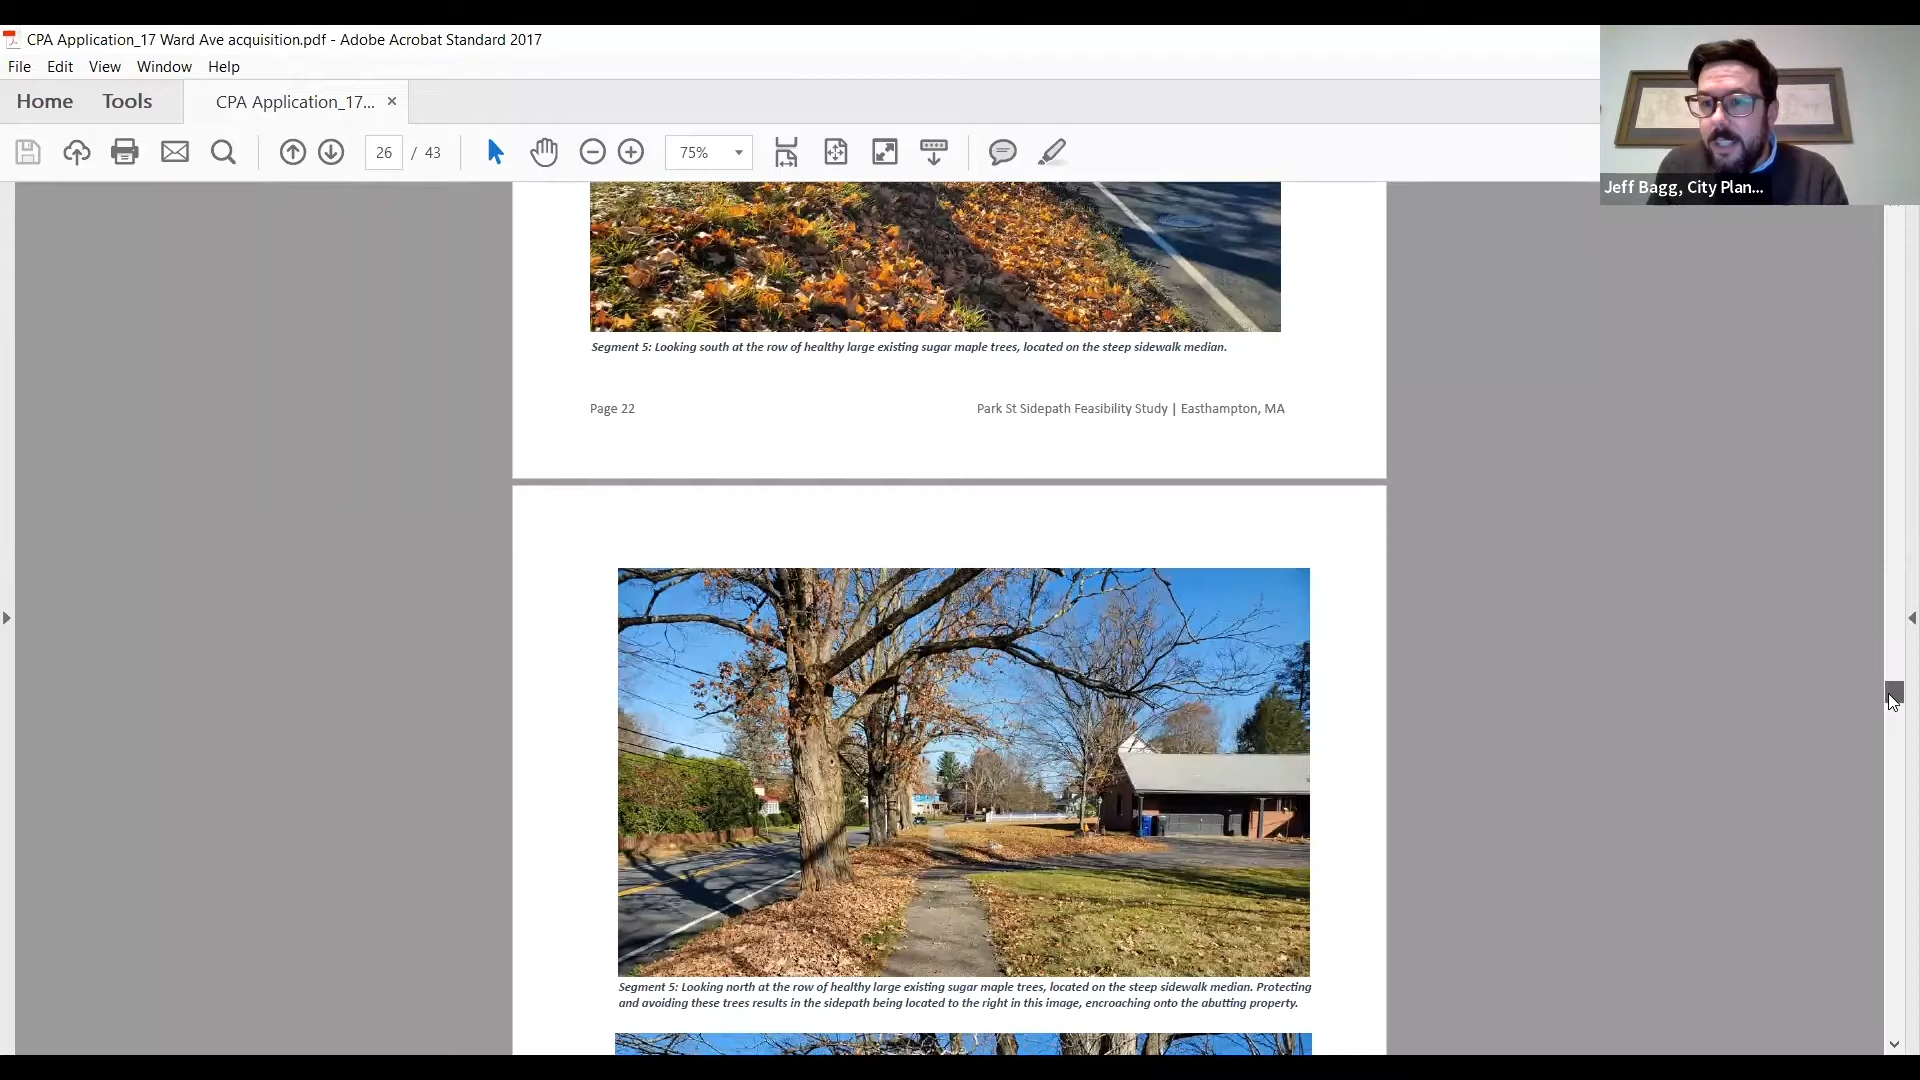 CPA Application_17 Ward Ave acquisition.pdf - Adobe Acrobat Standard 2017
File Edit View Window Help
Home Tools CPA Application_17... ×
26 / 43 75%
Jeff Bagg, City Plan...
Segment 5: Looking south at the row of healthy large existing sugar maple trees, located on the steep sidewalk median.
Page 22 Park St Sidepath Feasibility Study | Easthampton, MA
Segment 5: Looking north at the row of healthy large existing sugar maple trees, located on the steep sidewalk median. Protecting
and avoiding these trees results in the sidepath being located to the right in this image, encroaching onto the abutting property.